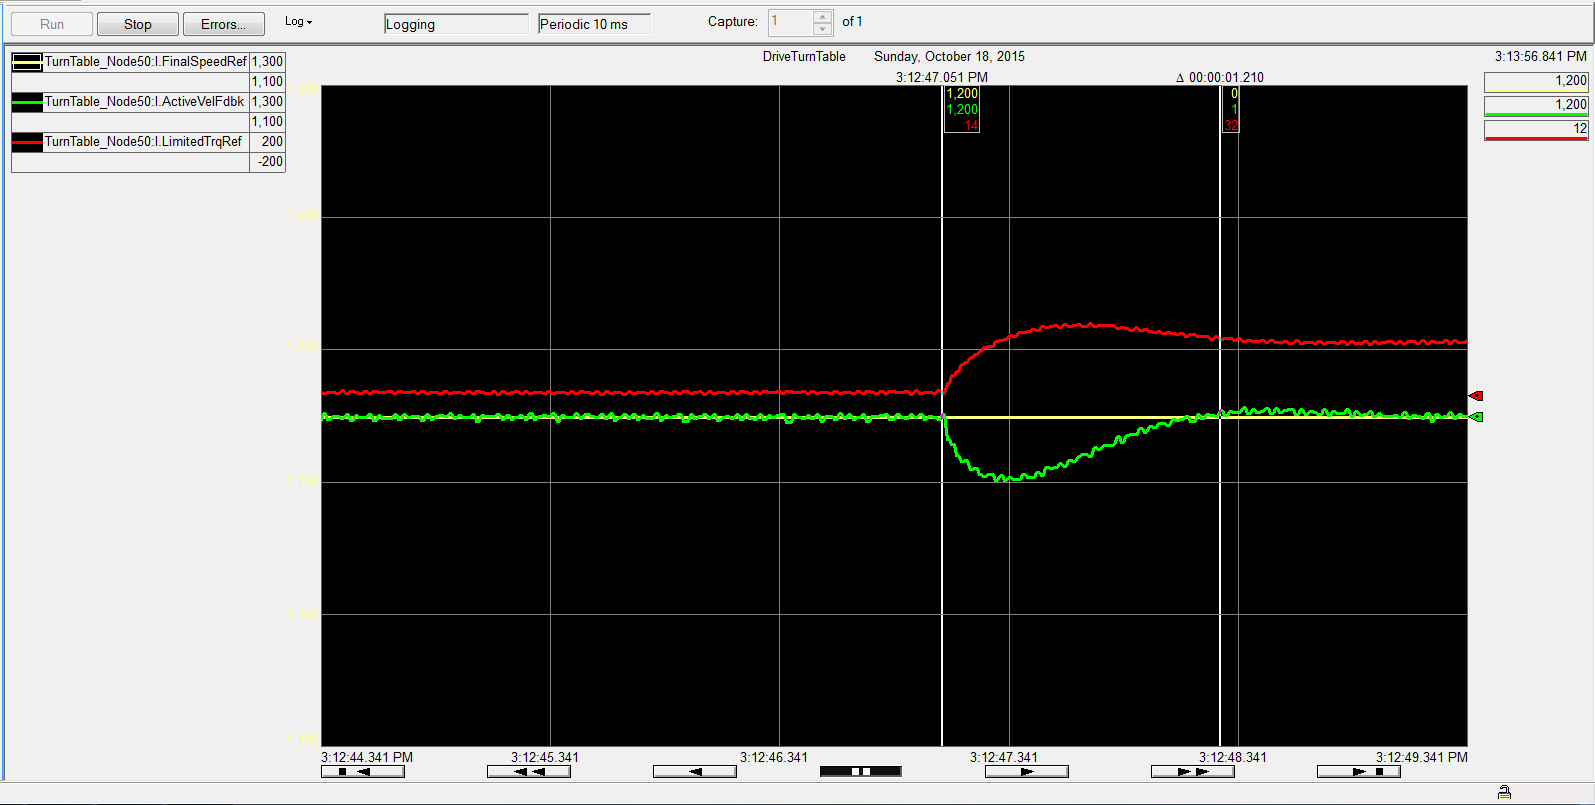 Run Stop Errors... Log Logging Periodic 10 ms Capture: 1 of 1
DriveTurnTable Sunday, October 18, 2015 3:13:56.841 PM
3:12:47.051 PM Δ 00:00:01.210
TurnTable_Node50:I.FinalSpeedRef 1,300
1,100
TurnTable_Node50:I.ActiveVelFdbk 1,300
1,100
TurnTable_Node50:I.LimitedTrqRef 200
-200
1,200
1,200
14
0
1
32
1,200
1,200
12
3:12:44.341 PM 3:12:45.341 3:12:46.341 3:12:47.341 3:12:48.341 3:12:49.341 PM